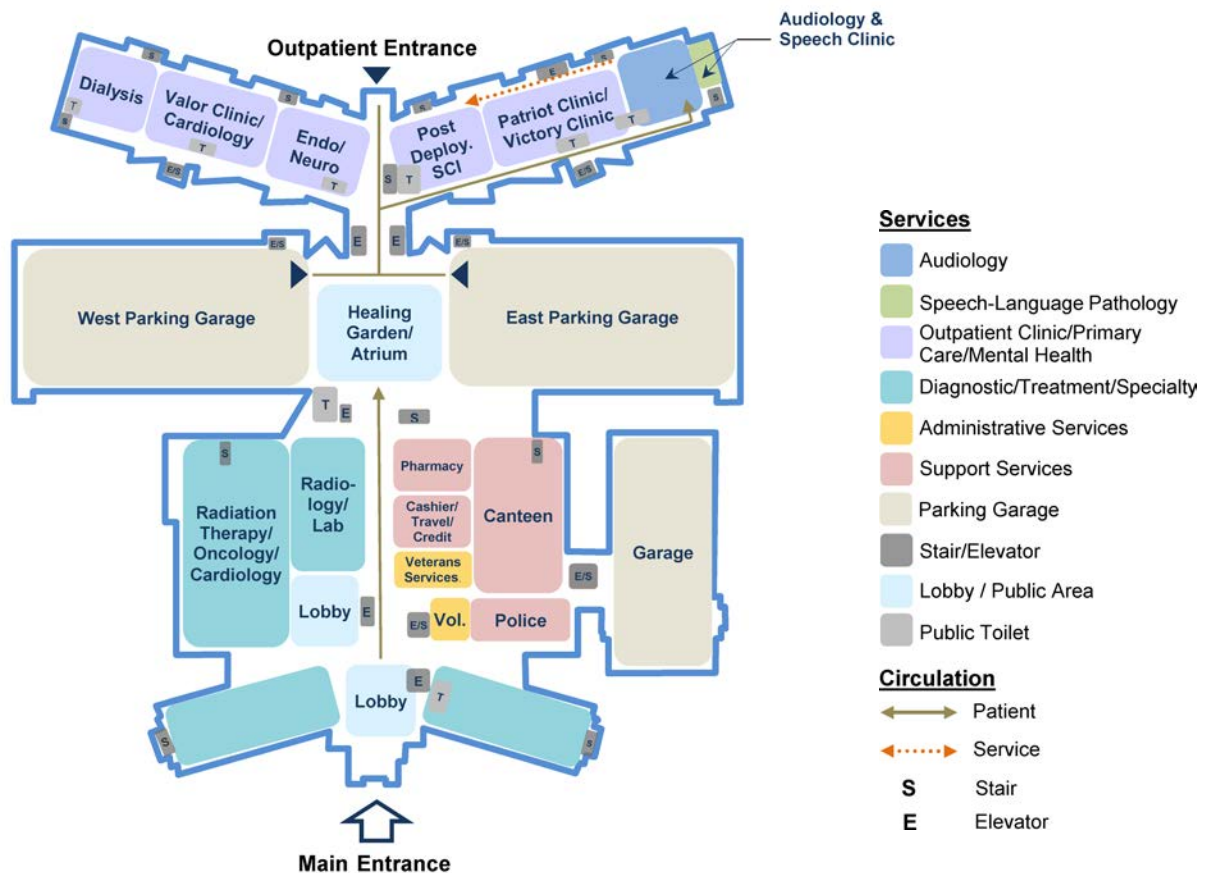 Audiology &
Speech Clinic
Outpatient Entrance
S
E
S
S
Dialysis
T
S
Valor Clinic/
Cardiology
T
S
Endo/
Neuro
T
E/S
S
Post
Deploy.
SCI
S
T
Patriot Clinic/
Victory Clinic
T
T
S
E/S
E
E
E/S
E/S
West Parking Garage
Healing
Garden/
Atrium
East Parking Garage
T
E
S
S
Radiation
Therapy/
Oncology/
Cardiology
Radio-
logy/
Lab
Lobby
E
Pharmacy
Cashier/
Travel/
Credit
Veterans
Services.
S
Canteen
E/S
Vol.
Police
E/S
Garage
Lobby
E
T
S
S
Main Entrance
Services
Audiology
Speech-Language Pathology
Outpatient Clinic/Primary
Care/Mental Health
Diagnostic/Treatment/Specialty
Administrative Services
Support Services
Parking Garage
Stair/Elevator
Lobby / Public Area
Public Toilet
Circulation
Patient
Service
S Stair
E Elevator